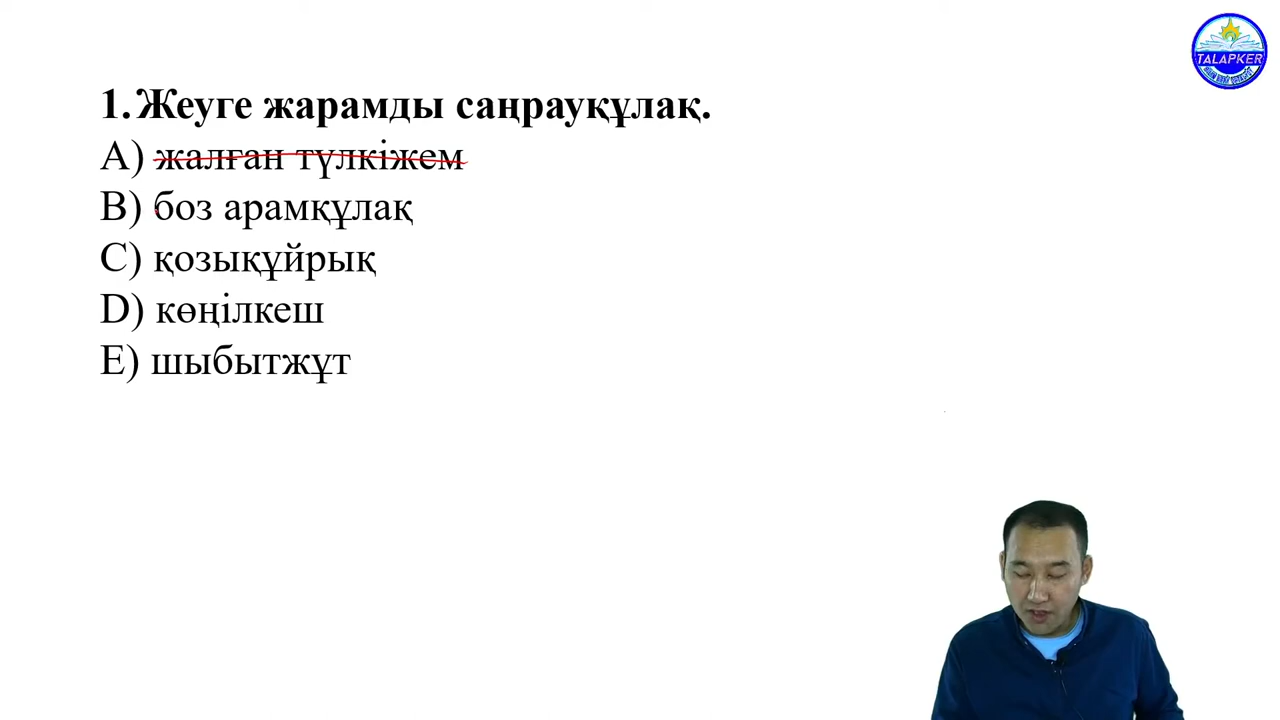 TALAPKER
1. Жеуге жарамды саңрауқұлақ.
A) жалған түлкіжем
B) боз арамқұлақ
C) қозықұйрық
D) көңілкеш
E) шыбытжұт